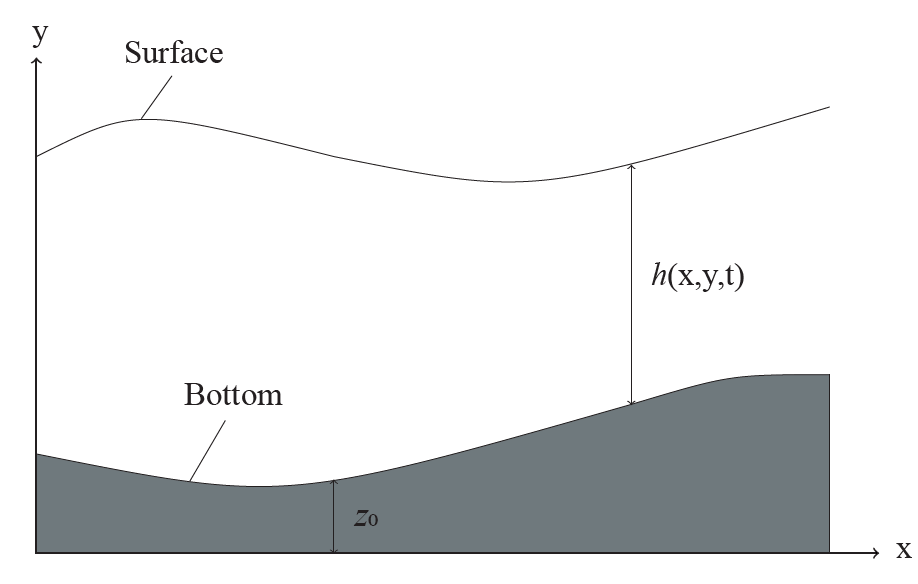 y
Surface
h(x,y,t)
Bottom
z0
x